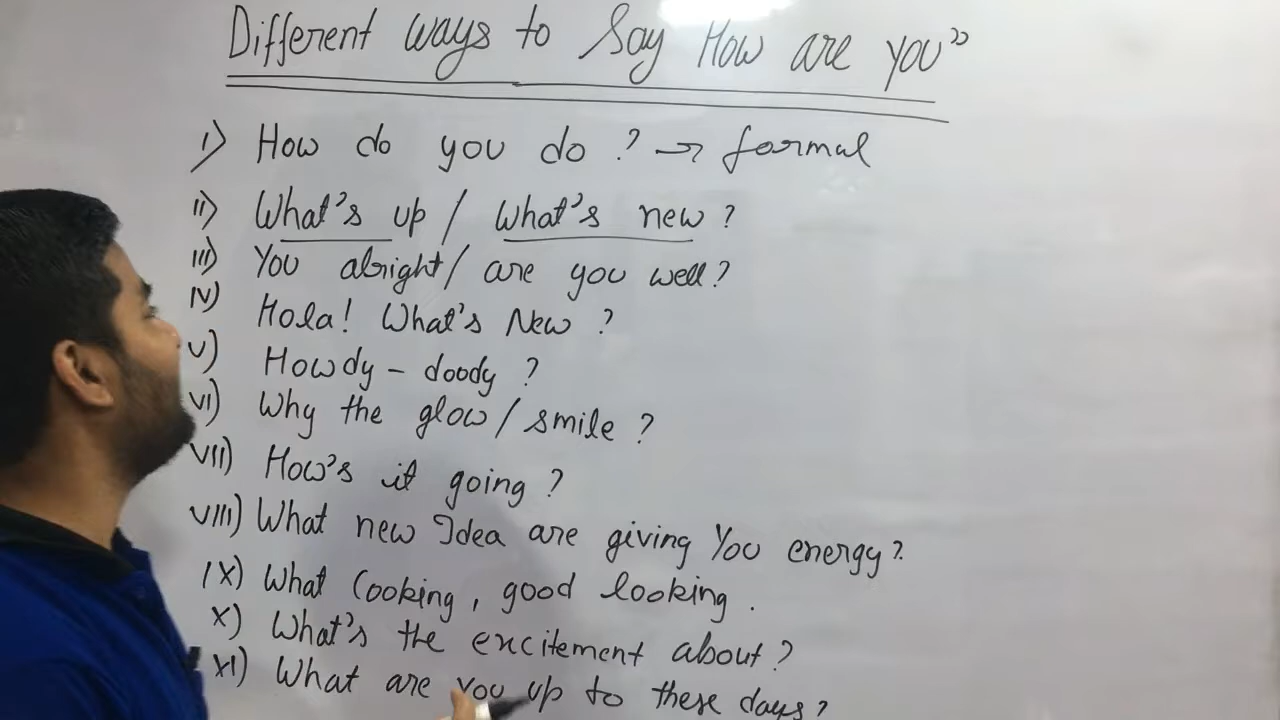 Different ways to Say How are you"
I) How do you do ? → formal
II) What's up / What's new ?
III) You alright / are you well ?
IV) Hola! What's New ?
V) Howdy - doody ?
VI) Why the glow / smile ?
VII) How's it going ?
VIII) What new Idea are giving You energy ?
IX) What Cooking , good looking .
X) What's the excitement about ?
XI) What are you up to these days ?